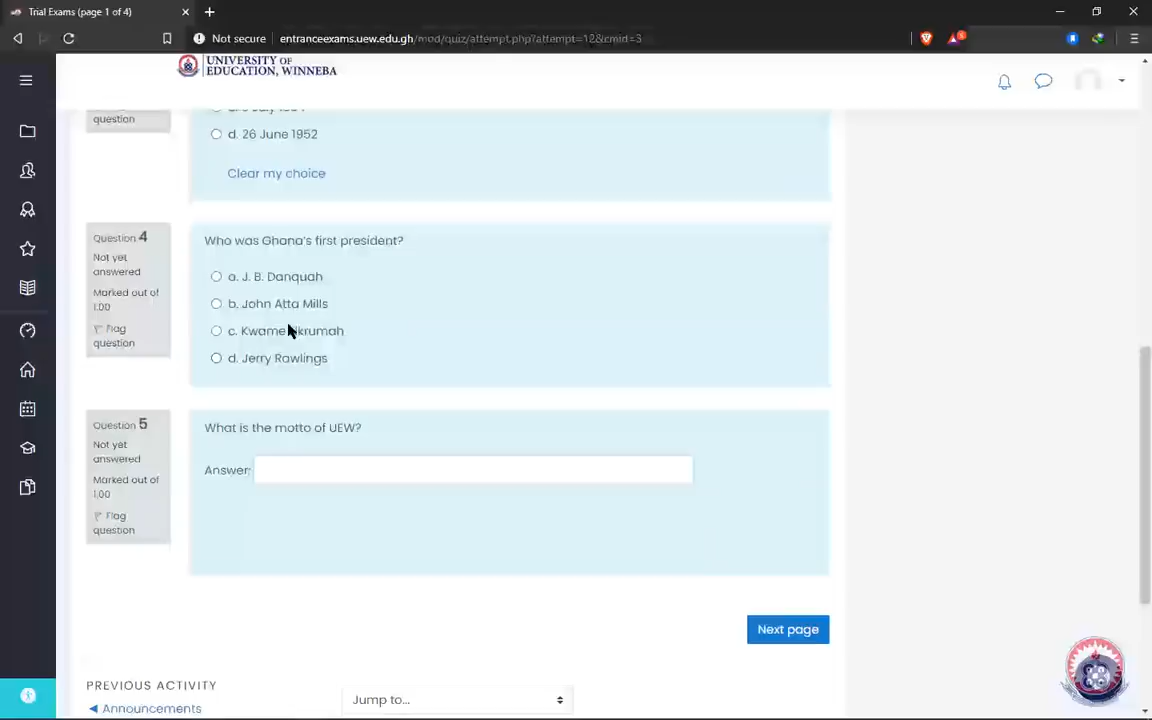 Trial Exams (page 1 of 4)
Not secure
entranceexams.uew.edu.gh/mod/quiz/attempt.php?attempt=12&cmid=3
UNIVERSITY OF
EDUCATION, WINNEBA
question
d. 26 June 1952
Clear my choice
Question 4
Not yet
answered
Marked out of
1.00
Flag
question
Who was Ghana's first president?
a. J. B. Danquah
b. John Atta Mills
c. Kwame Nkrumah
d. Jerry Rawlings
Question 5
Not yet
answered
Marked out of
1.00
Flag
question
What is the motto of UEW?
Answer:
Next page
PREVIOUS ACTIVITY
◀ Announcements
Jump to...